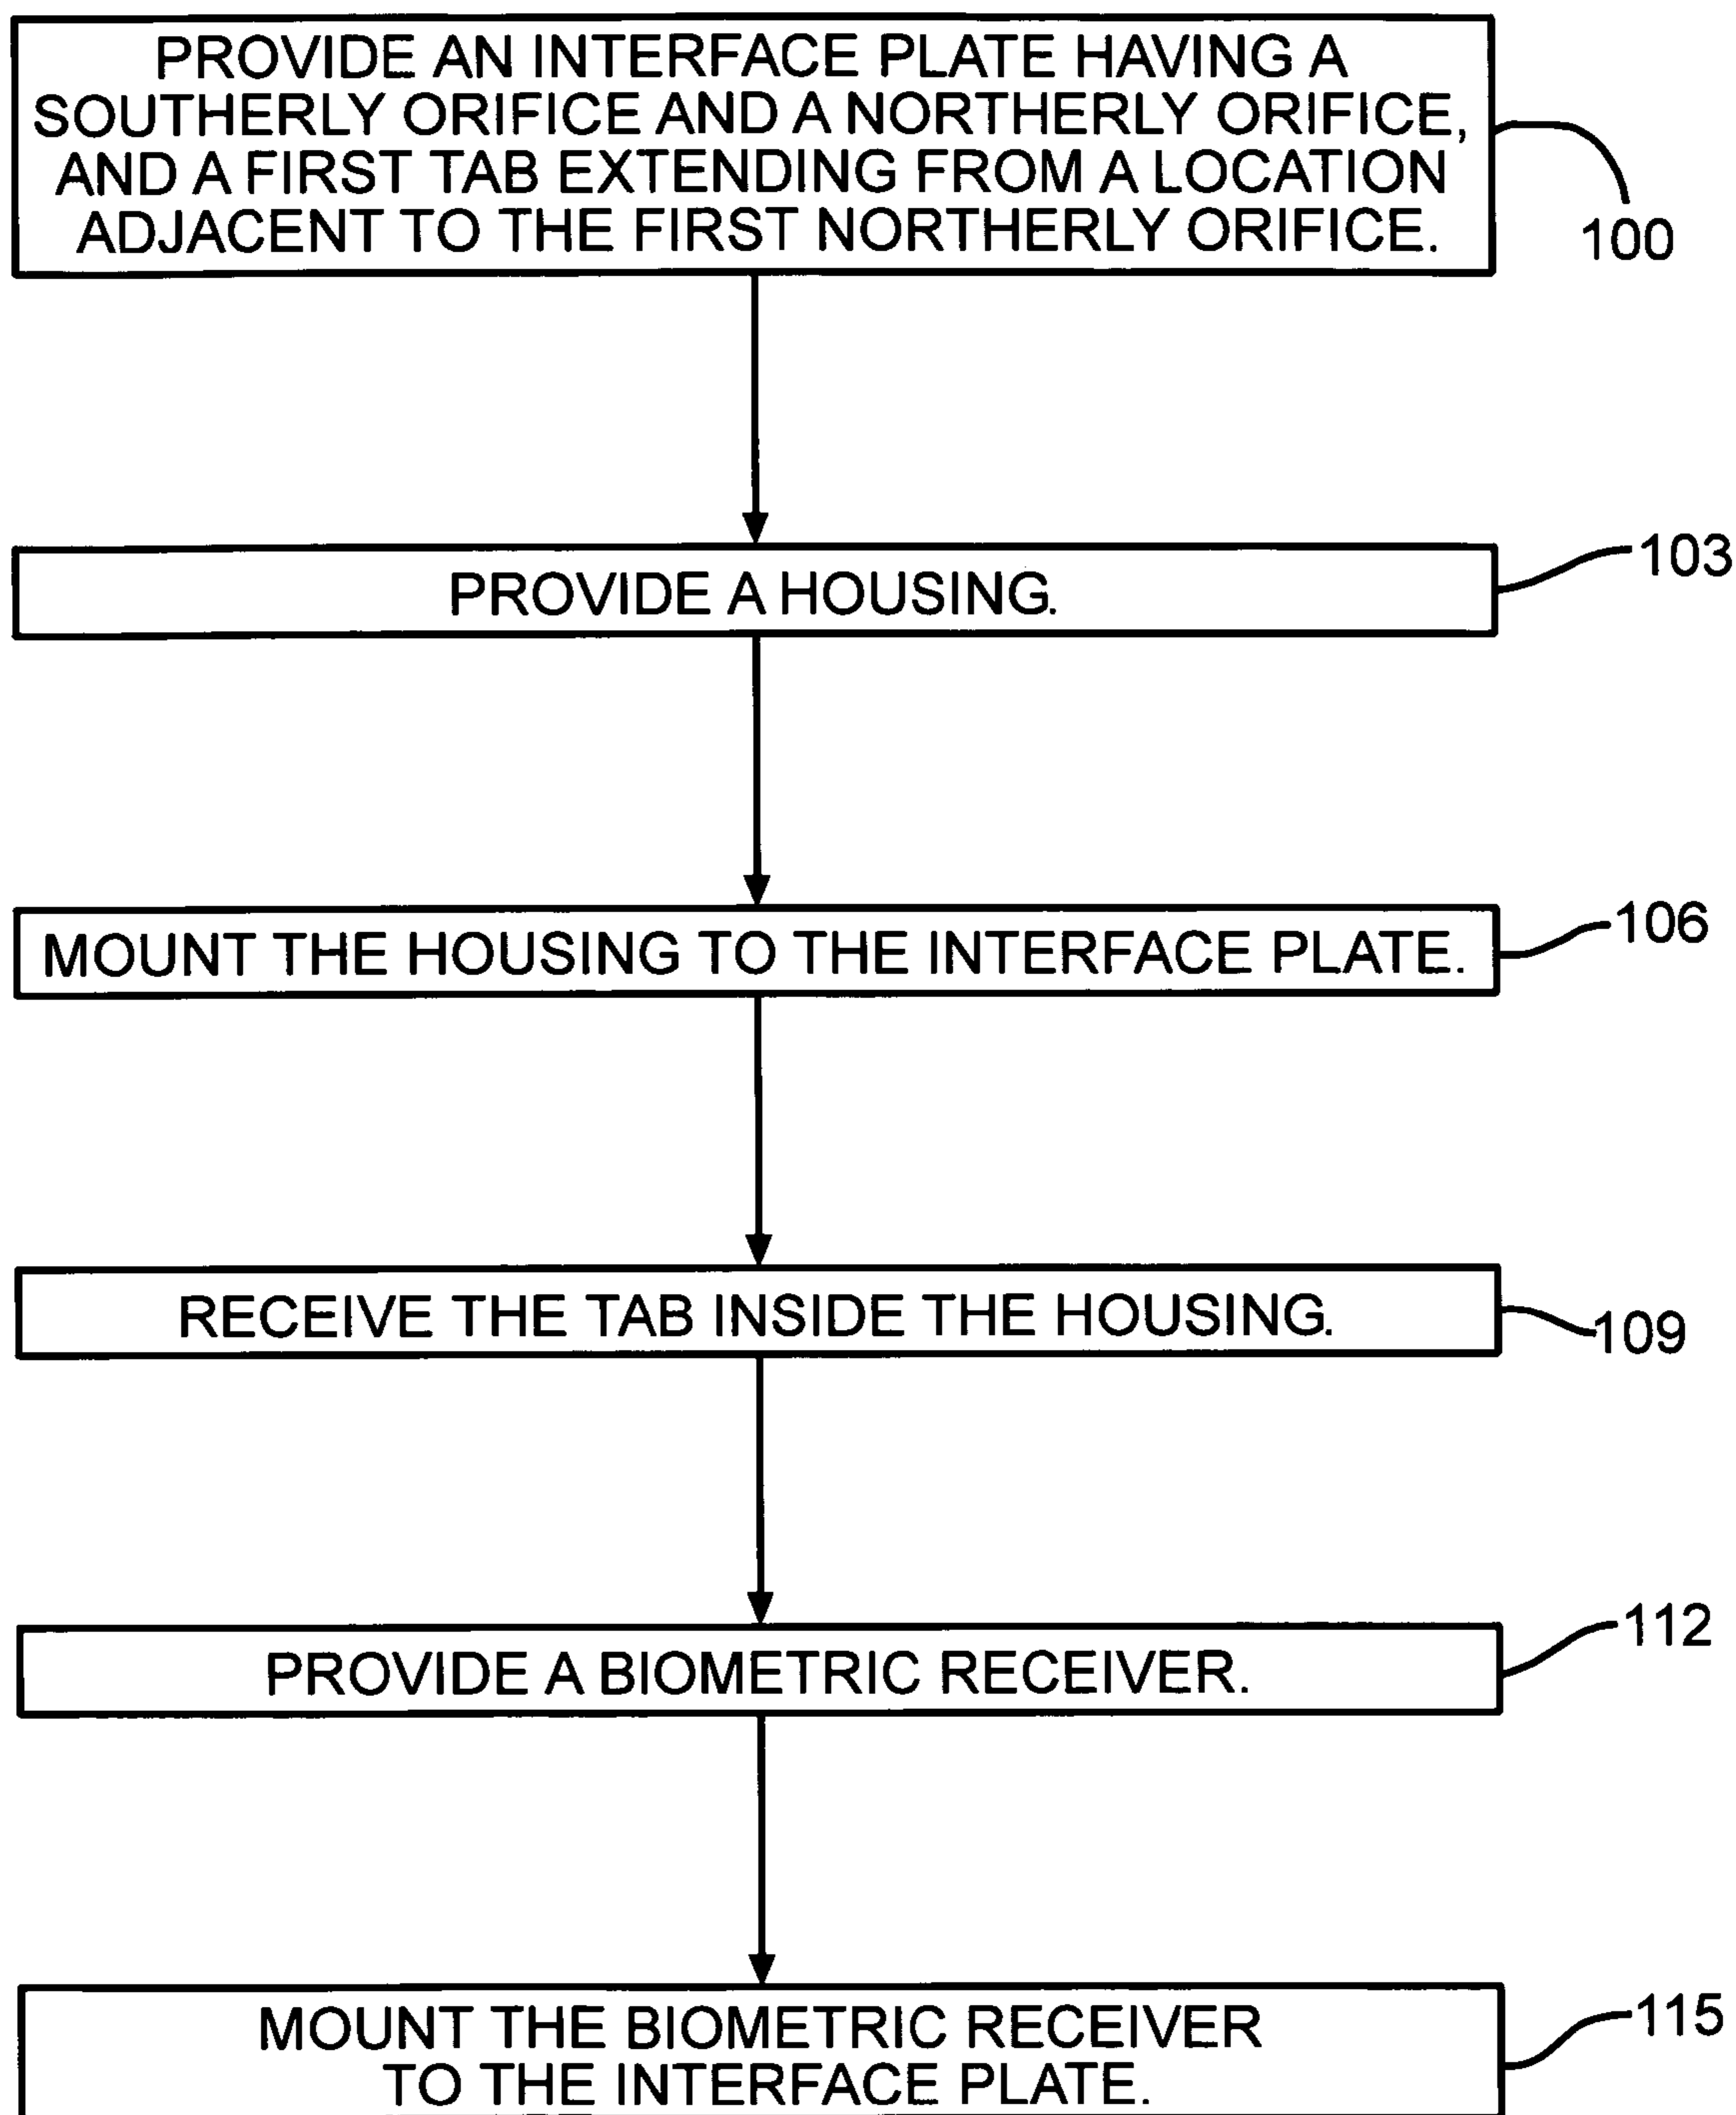 PROVIDE AN INTERFACE PLATE HAVING A
SOUTHERLY ORIFICE AND A NORTHERLY ORIFICE,
AND A FIRST TAB EXTENDING FROM A LOCATION
ADJACENT TO THE FIRST NORTHERLY ORIFICE.
100
PROVIDE A HOUSING.
103
MOUNT THE HOUSING TO THE INTERFACE PLATE.
106
RECEIVE THE TAB INSIDE THE HOUSING.
109
PROVIDE A BIOMETRIC RECEIVER.
112
MOUNT THE BIOMETRIC RECEIVER
TO THE INTERFACE PLATE.
115